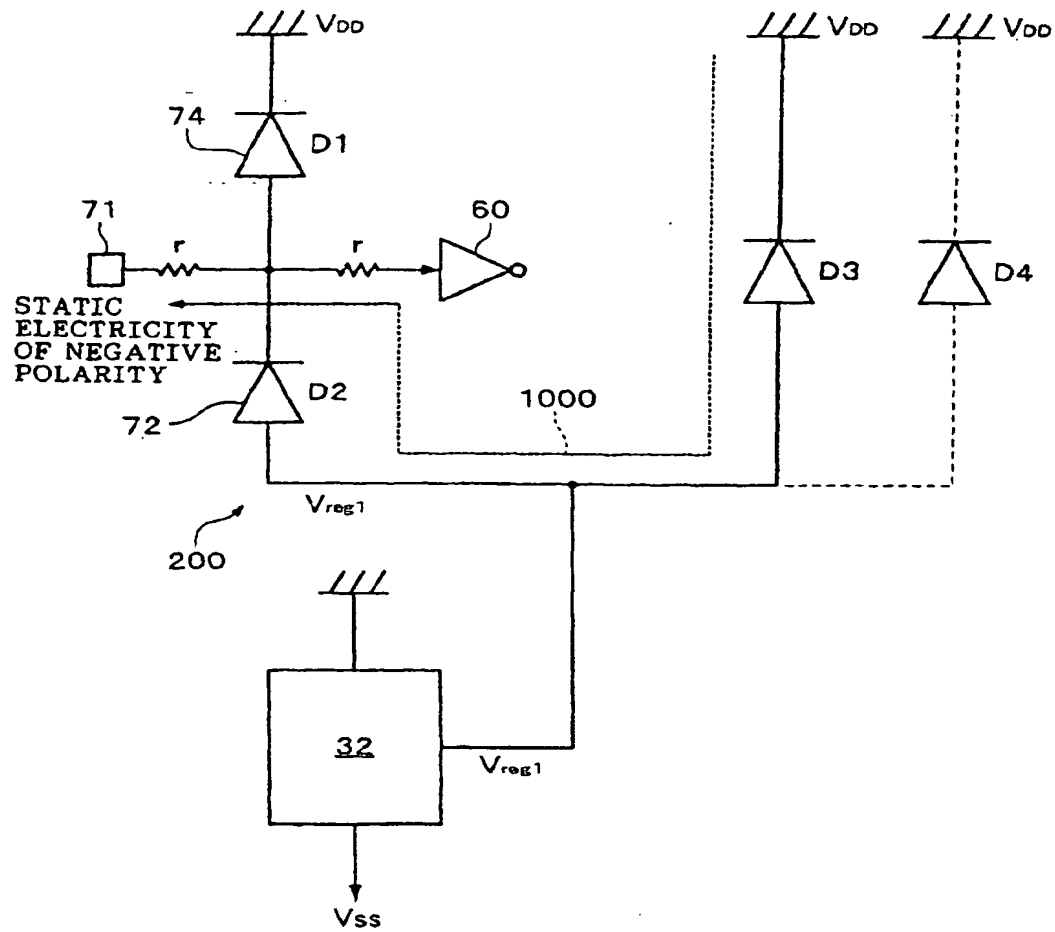 VDD
VDD
VDD
74
D1
71
r
r
60
D3
D4
STATIC
ELECTRICITY
OF NEGATIVE
POLARITY
D2
72
1000
Vreg1
200
32
Vreg1
VSS